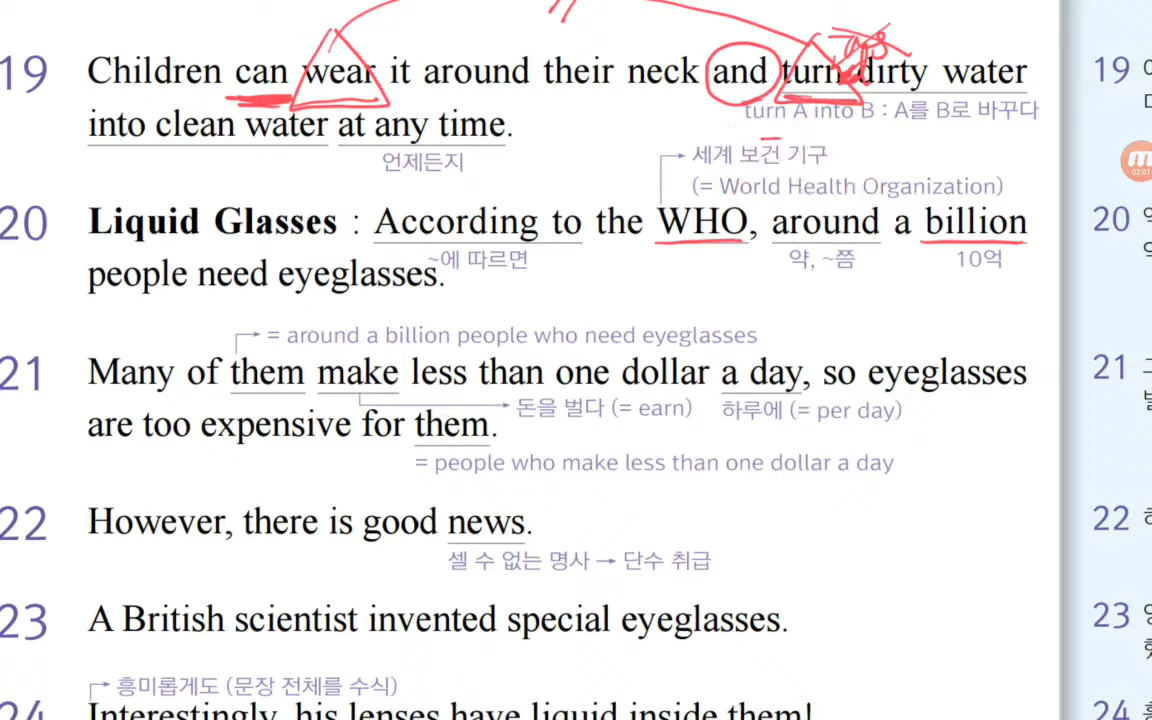 19 Children can wear it around their neck and turn dirty water 19
turn A into B : A를 B로 바꾸다
into clean water at any time.
언제든지
세계 보건 기구
(= World Health Organization)
02:07
20 Liquid Glasses : According to the WHO, around a billion 20
~에 따르면 약, ~쯤 10억
people need eyeglasses.
= around a billion people who need eyeglasses
21 Many of them make less than one dollar a day, so eyeglasses 21
돈을 벌다 (= earn) 하루에 (= per day)
are too expensive for them.
= people who make less than one dollar a day
22 However, there is good news. 22
셀 수 없는 명사 → 단수 취급
23 A British scientist invented special eyeglasses. 23
흥미롭게도 (문장 전체를 수식)
24 Interestingly, his lenses have liquid inside them! 24